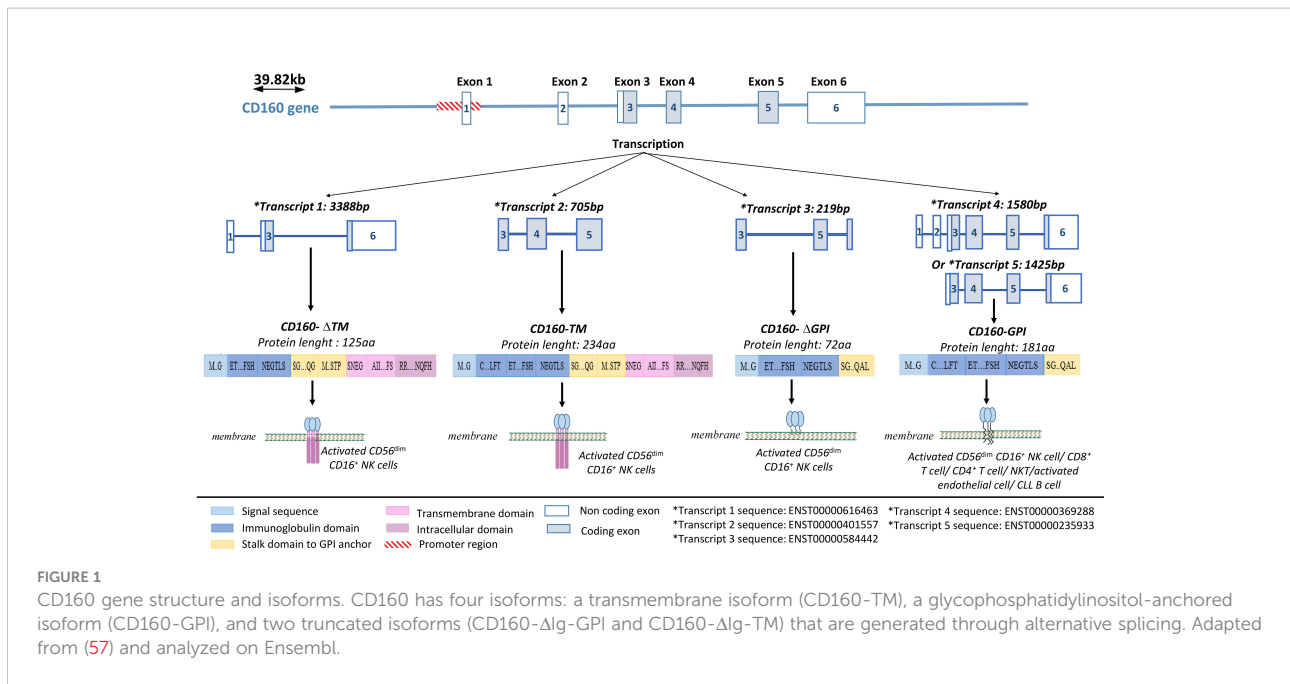 39.82kb
CD160 gene
Exon 1
Exon 2
Exon 3
Exon 4
Exon 5
Exon 6
1
2
3
4
5
6
Transcription
*Transcript 1: 3388bp
1
3
6
CD160- ΔTM
Protein lenght : 125aa
M..G ET...FSH NEGTLS SG...QG M.STP SNEG AII...FS RR....NQFH
membrane
Activated CD56dim
CD16+ NK cells
*Transcript 2: 705bp
3
4
5
CD160-TM
Protein lenght: 234aa
M..G C...LFT ET...FSH NEGTLS SG...QG M.STP SNEG AII...FS RR....NQFH
membrane
Activated CD56dim
CD16+ NK cells
*Transcript 3: 219bp
3
5
CD160- ΔGPI
Protein lenght: 72aa
M..G ET...FSH NEGTLS SG..QAL
membrane
Activated CD56dim
CD16+ NK cells
*Transcript 4: 1580bp
1
2
3
4
5
6
Or *Transcript 5: 1425bp
3
4
5
6
CD160-GPI
Protein lenght: 181aa
M..G C...LFT ET...FSH NEGTLS SG...QAL
membrane
Activated CD56dim CD16+ NK cell/ CD8+
T cell/ CD4+ T cell/ NKT/activated
endothelial cell/ CLL B cell
Signal sequence
Immunoglobulin domain
Stalk domain to GPI anchor
Transmembrane domain
Intracellular domain
Promoter region
Non coding exon
Coding exon
*Transcript 1 sequence: ENST00000616463
*Transcript 2 sequence: ENST00000401557
*Transcript 3 sequence: ENST00000584442
*Transcript 4 sequence: ENST00000369288
*Transcript 5 sequence: ENST00000235933
FIGURE 1
CD160 gene structure and isoforms. CD160 has four isoforms: a transmembrane isoform (CD160-TM), a glycophosphatidylinositol-anchored
isoform (CD160-GPI), and two truncated isoforms (CD160-ΔIg-GPI and CD160-ΔIg-TM) that are generated through alternative splicing. Adapted
from (57) and analyzed on Ensembl.